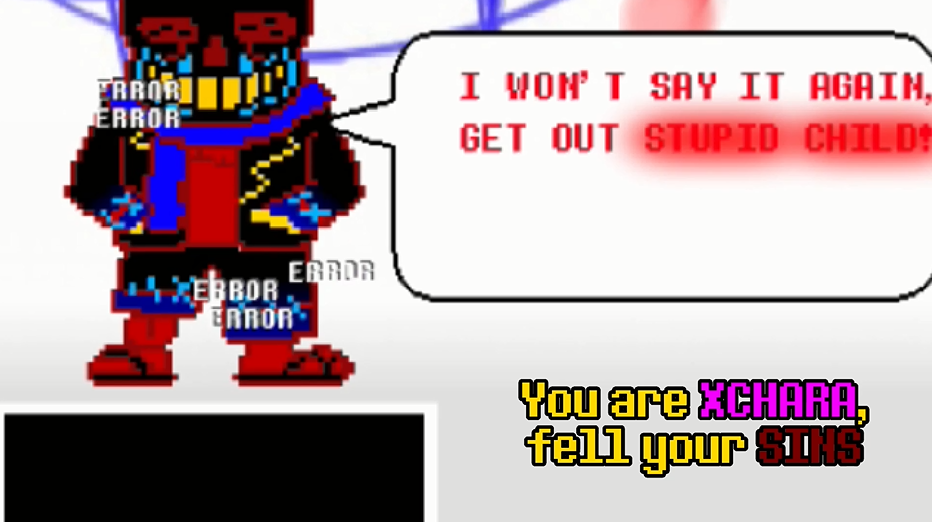 ERROR
ERROR
I WON'T SAY IT AGAIN,
GET OUT STUPID CHILD!
ERROR
ERROR
ERROR
You are XCHARA,
fell your SINS